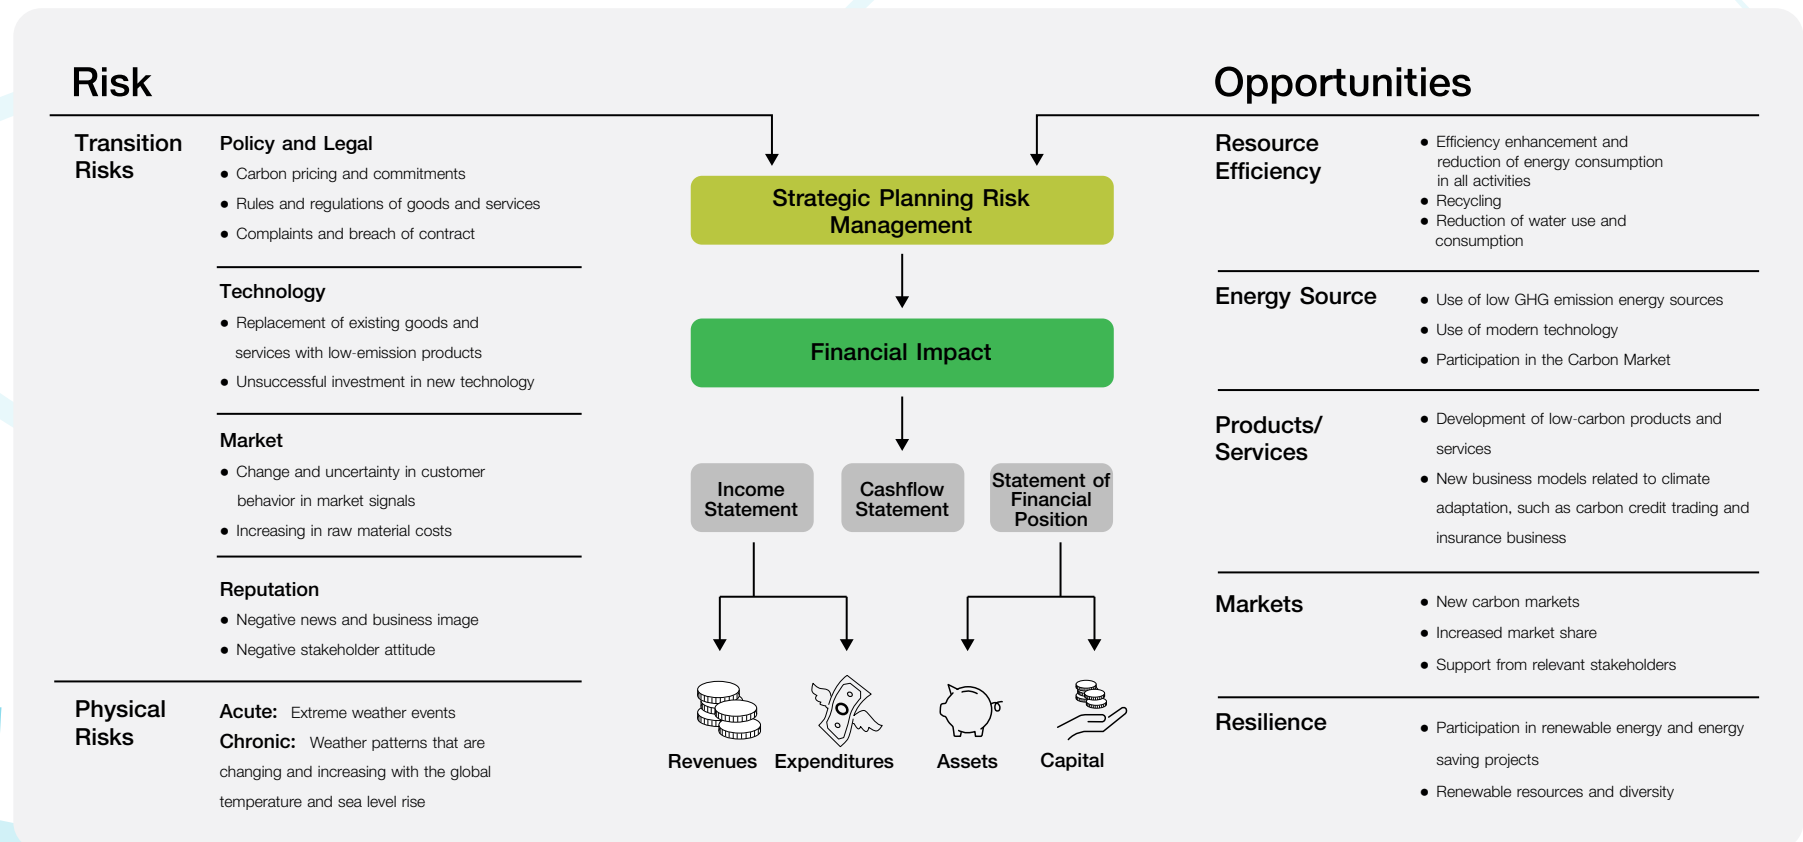 Risk
Transition
Risks
Policy and Legal
● Carbon pricing and commitments
● Rules and regulations of goods and services
● Complaints and breach of contract
Technology
● Replacement of existing goods and
services with low-emission products
● Unsuccessful investment in new technology
Market
● Change and uncertainty in customer
behavior in market signals
● Increasing in raw material costs
Reputation
● Negative news and business image
● Negative stakeholder attitude
Physical
Risks
Acute: Extreme weather events
Chronic: Weather patterns that are
changing and increasing with the global
temperature and sea level rise
Strategic Planning Risk
Management
Financial Impact
Income
Statement
Cashflow
Statement
Statement of
Financial
Position
Revenues
Expenditures
Assets
Capital
Opportunities
Resource
Efficiency
● Efficiency enhancement and
reduction of energy consumption
in all activities
● Recycling
● Reduction of water use and
consumption
Energy Source
● Use of low GHG emission energy sources
● Use of modern technology
● Participation in the Carbon Market
Products/
Services
● Development of low-carbon products and
services
● New business models related to climate
adaptation, such as carbon credit trading and
insurance business
Markets
● New carbon markets
● Increased market share
● Support from relevant stakeholders
Resilience
● Participation in renewable energy and energy
saving projects
● Renewable resources and diversity